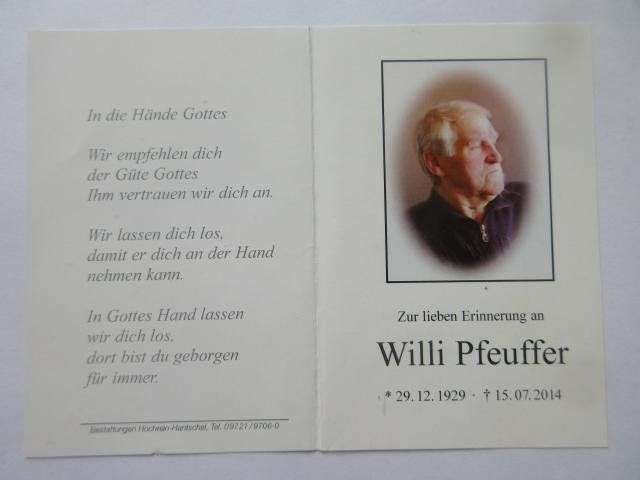 In die Hände Gottes
Wir empfehlen dich
der Güte Gottes
Ihm vertrauen wir dich an.
Wir lassen dich los,
damit er dich an der Hand
nehmen kann.
In Gottes Hand lassen
wir dich los,
dort bist du geborgen
für immer.
Bestattungen Hochrein-Hentschel, Tel. 09721/9706-0
Zur lieben Erinnerung an
Willi Pfeuffer
* 29.12.1929 · † 15.07.2014